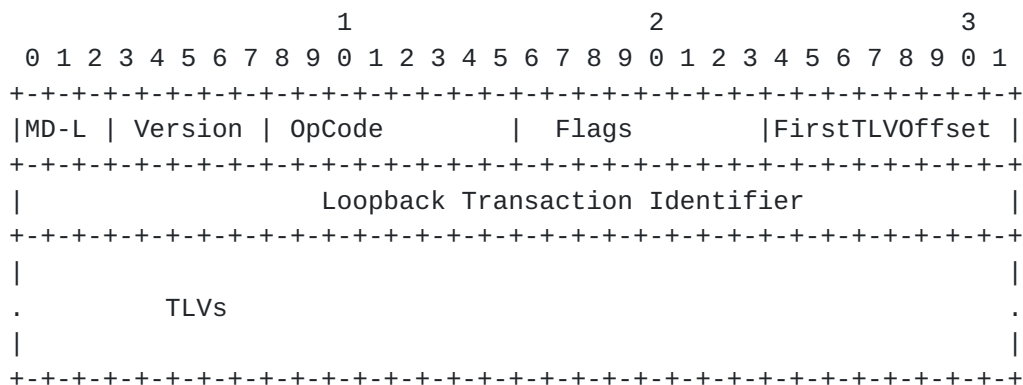 1                   2                   3
 0 1 2 3 4 5 6 7 8 9 0 1 2 3 4 5 6 7 8 9 0 1 2 3 4 5 6 7 8 9 0 1
+-+-+-+-+-+-+-+-+-+-+-+-+-+-+-+-+-+-+-+-+-+-+-+-+-+-+-+-+-+-+-+-+
|MD-L | Version | OpCode        |  Flags        |FirstTLVOffset |
+-+-+-+-+-+-+-+-+-+-+-+-+-+-+-+-+-+-+-+-+-+-+-+-+-+-+-+-+-+-+-+-+
|                   Loopback Transaction Identifier             |
+-+-+-+-+-+-+-+-+-+-+-+-+-+-+-+-+-+-+-+-+-+-+-+-+-+-+-+-+-+-+-+-+
|                                                               |
.         TLVs                                                  .
|                                                               |
+-+-+-+-+-+-+-+-+-+-+-+-+-+-+-+-+-+-+-+-+-+-+-+-+-+-+-+-+-+-+-+-+